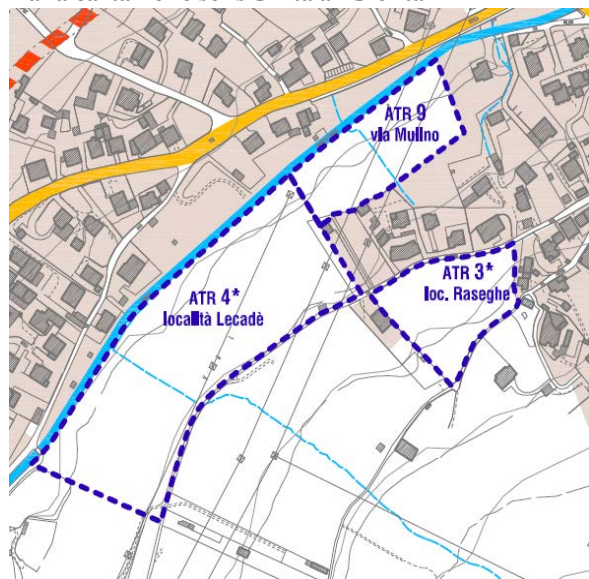 ATR 9
via Mulino
ATR 3*
loc. Raseghe
ATR 4*
località Lecadè